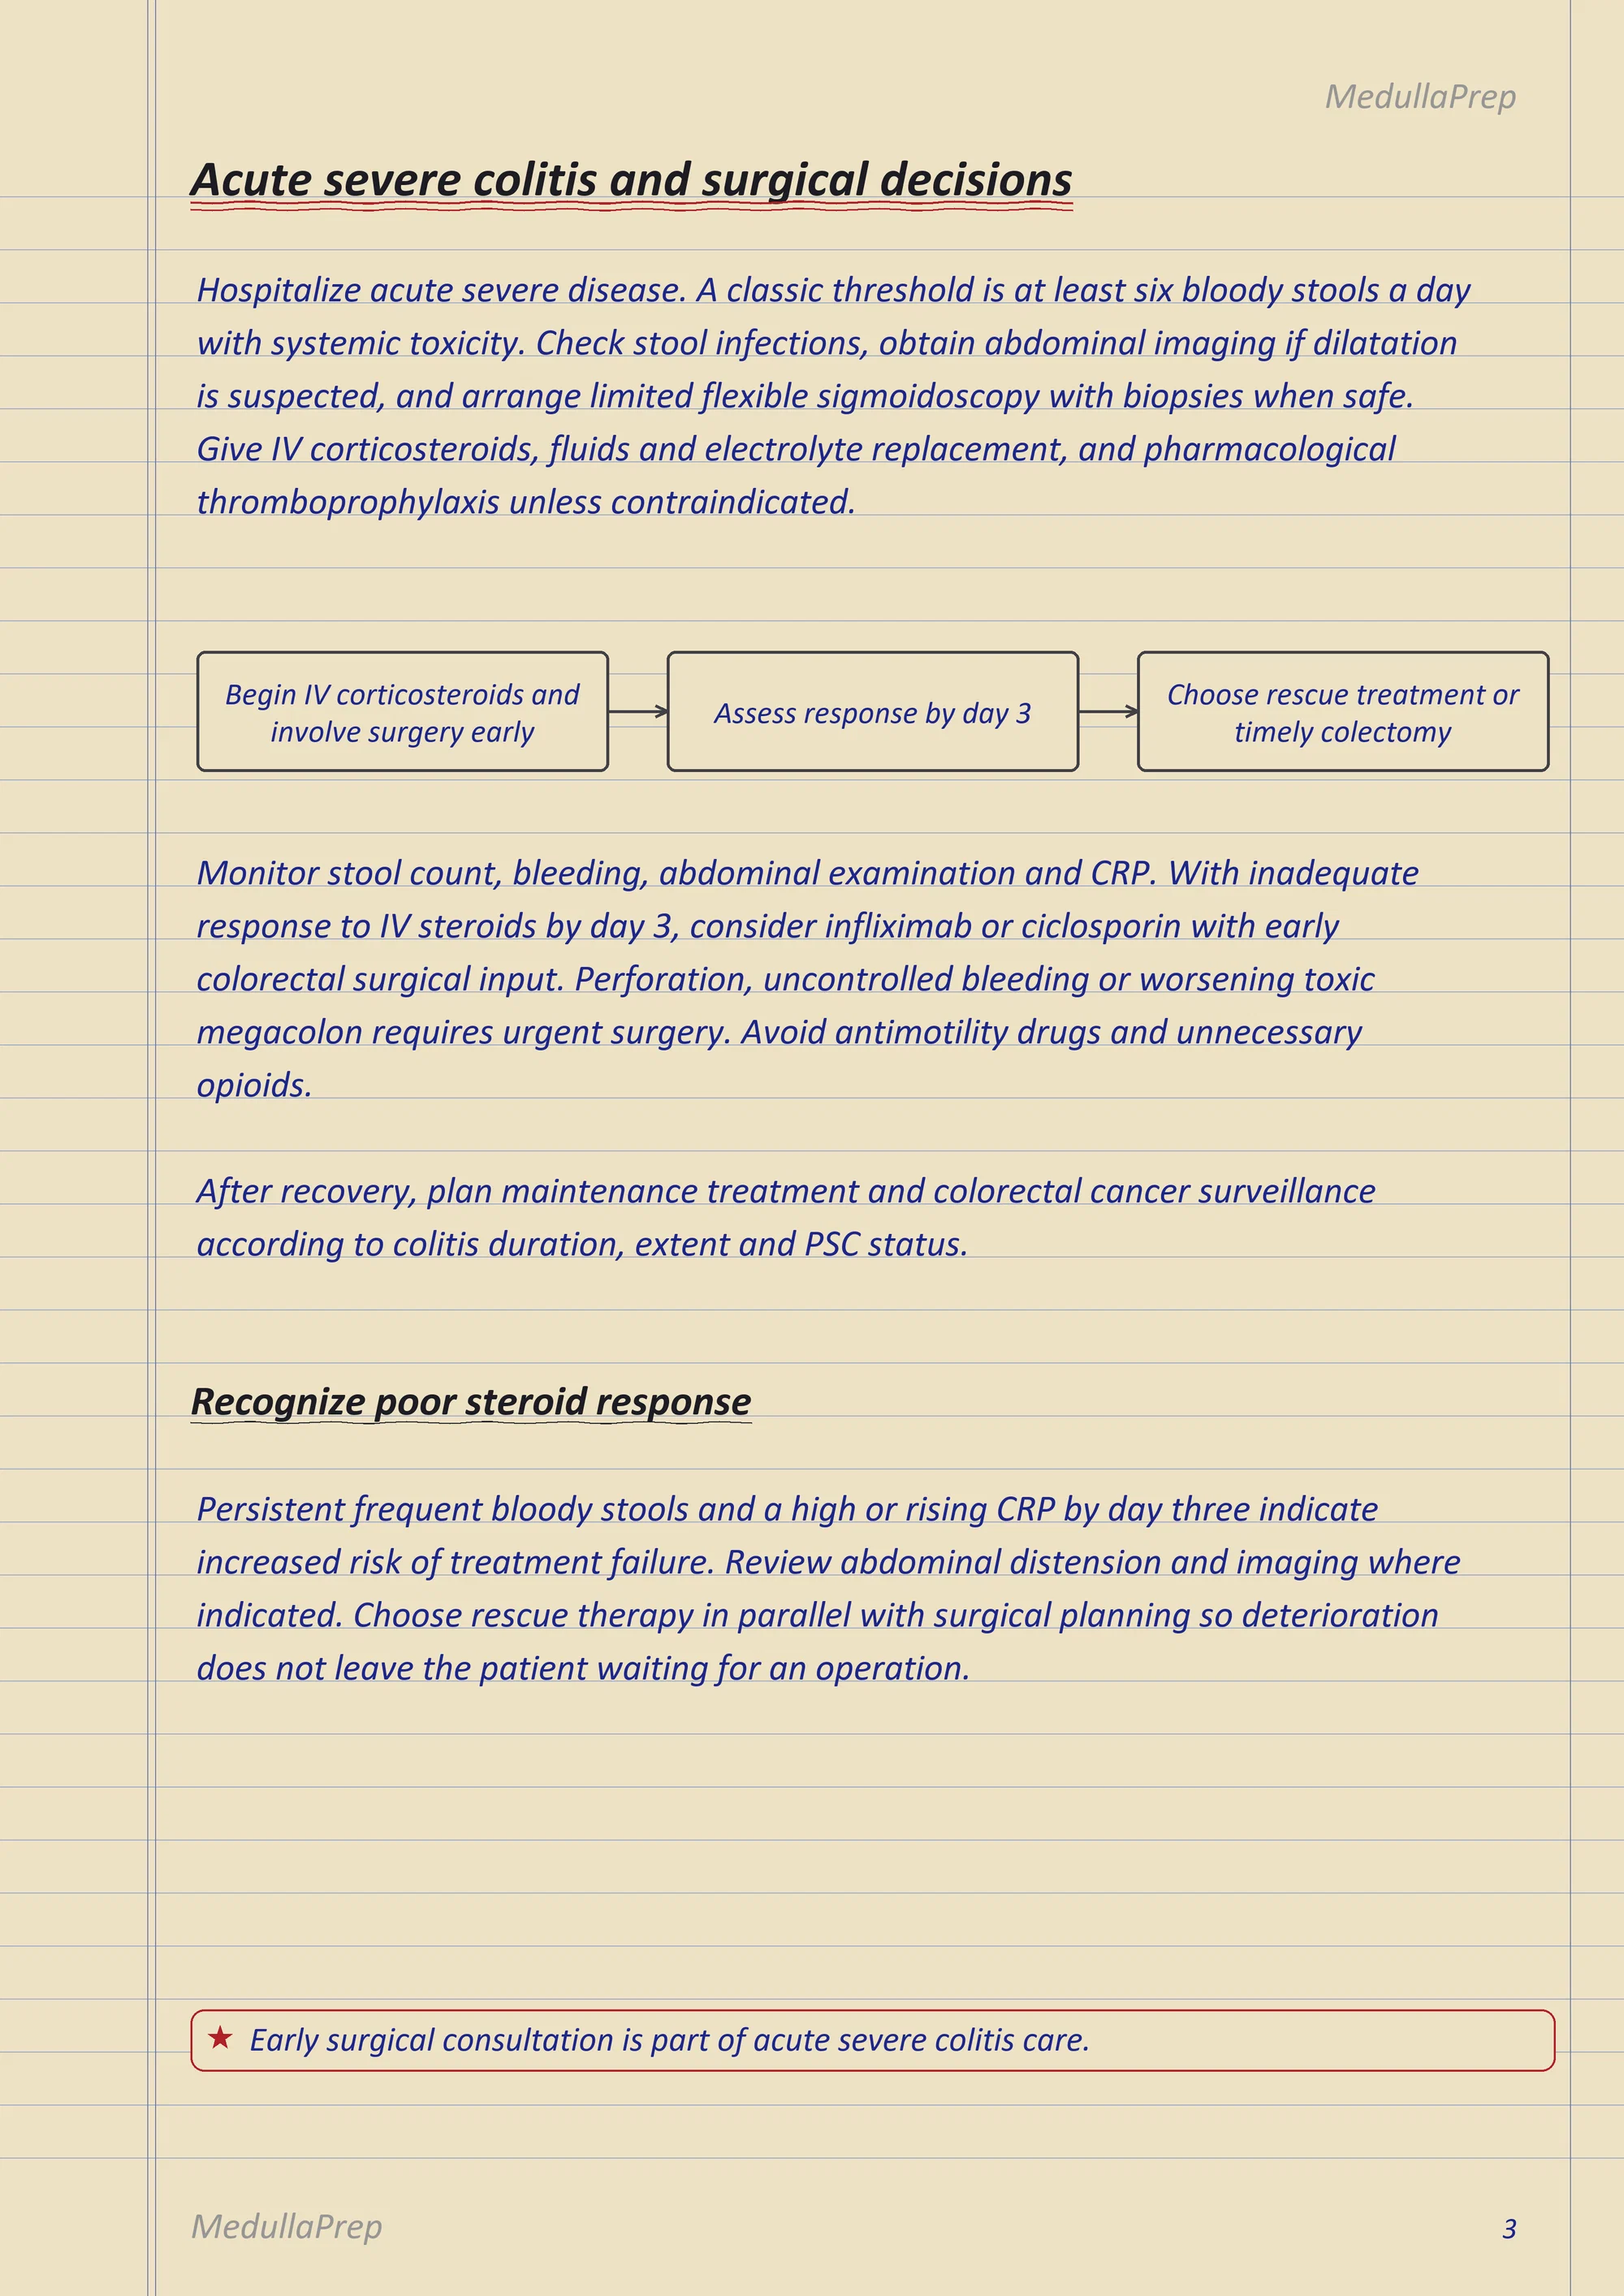 MedullaPrep
Acute severe colitis and surgical decisions
Hospitalize acute severe disease. A classic threshold is at least six bloody stools a day
with systemic toxicity. Check stool infections, obtain abdominal imaging if dilatation
is suspected, and arrange limited flexible sigmoidoscopy with biopsies when safe.
Give IV corticosteroids, fluids and electrolyte replacement, and pharmacological
thromboprophylaxis unless contraindicated.
Begin IV corticosteroids and
involve surgery early
Assess response by day 3
Choose rescue treatment or
timely colectomy
Monitor stool count, bleeding, abdominal examination and CRP. With inadequate
response to IV steroids by day 3, consider infliximab or ciclosporin with early
colorectal surgical input. Perforation, uncontrolled bleeding or worsening toxic
megacolon requires urgent surgery. Avoid antimotility drugs and unnecessary
opioids.
After recovery, plan maintenance treatment and colorectal cancer surveillance
according to colitis duration, extent and PSC status.
Recognize poor steroid response
Persistent frequent bloody stools and a high or rising CRP by day three indicate
increased risk of treatment failure. Review abdominal distension and imaging where
indicated. Choose rescue therapy in parallel with surgical planning so deterioration
does not leave the patient waiting for an operation.
★ Early surgical consultation is part of acute severe colitis care.
MedullaPrep
3